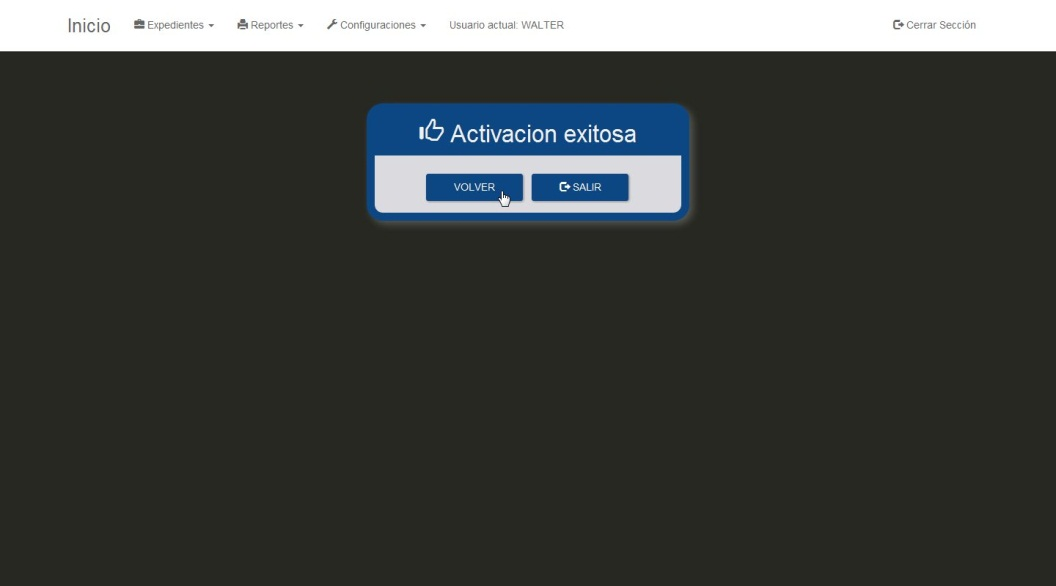 Inicio Expedientes Reportes Configuraciones Usuario actual: WALTER Cerrar Sección
Activacion exitosa
VOLVER SALIR